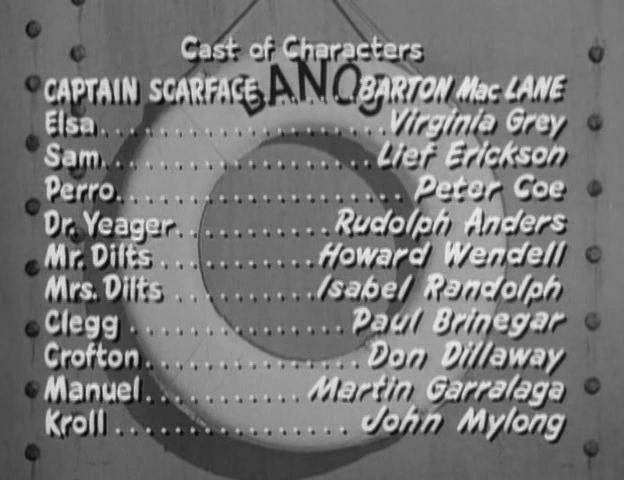 Cast of Characters
CAPTAIN SCARFACE......BARTON Mac LANE
BANOS
Elsa......................Virginia Grey
Sam.....................Lief Erickson
Perro......................Peter Coe
Dr. Yeager............Rudolph Anders
Mr. Dilts............Howard Wendell
Mrs. Dilts...........Isabel Randolph
Clegg................Paul Brinegar
Crofton................Don Dillaway
Manuel............Martin Garralaga
Kroll.................John Mylong